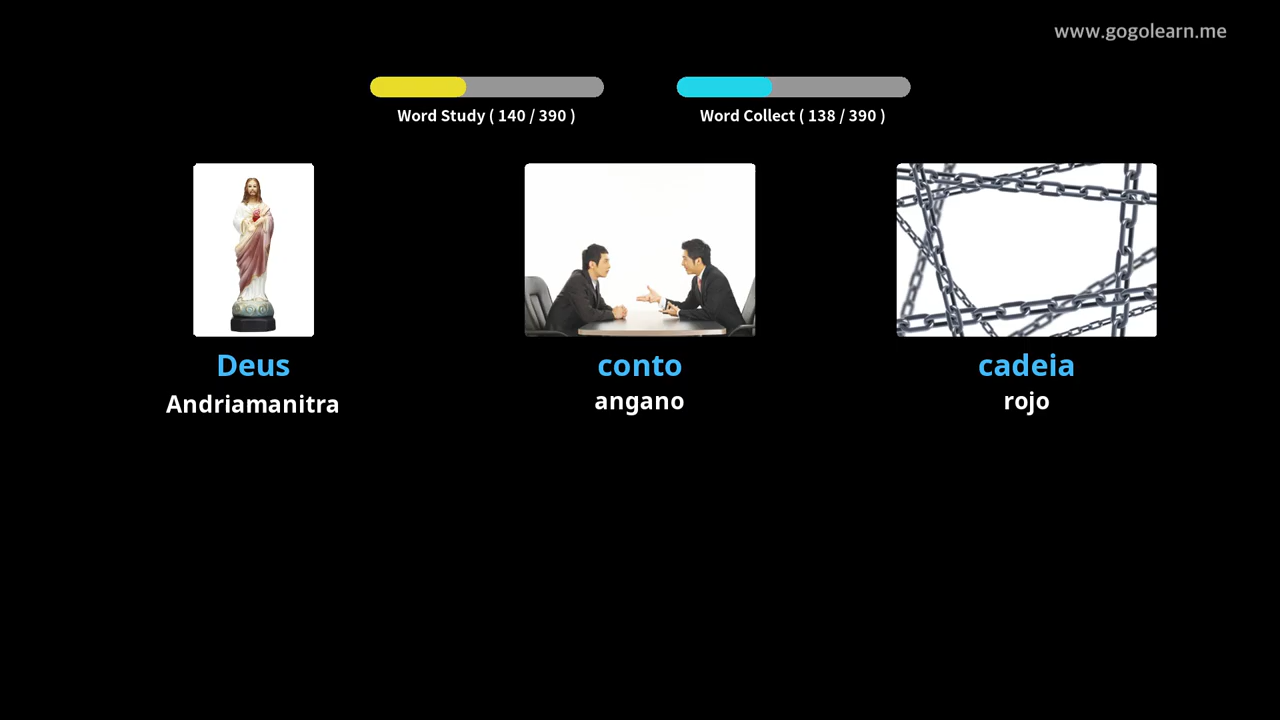 www.gogolearn.me
Word Study ( 140 / 390 )
Word Collect ( 138 / 390 )
Deus
Andriamanitra
conto
angano
cadeia
rojo